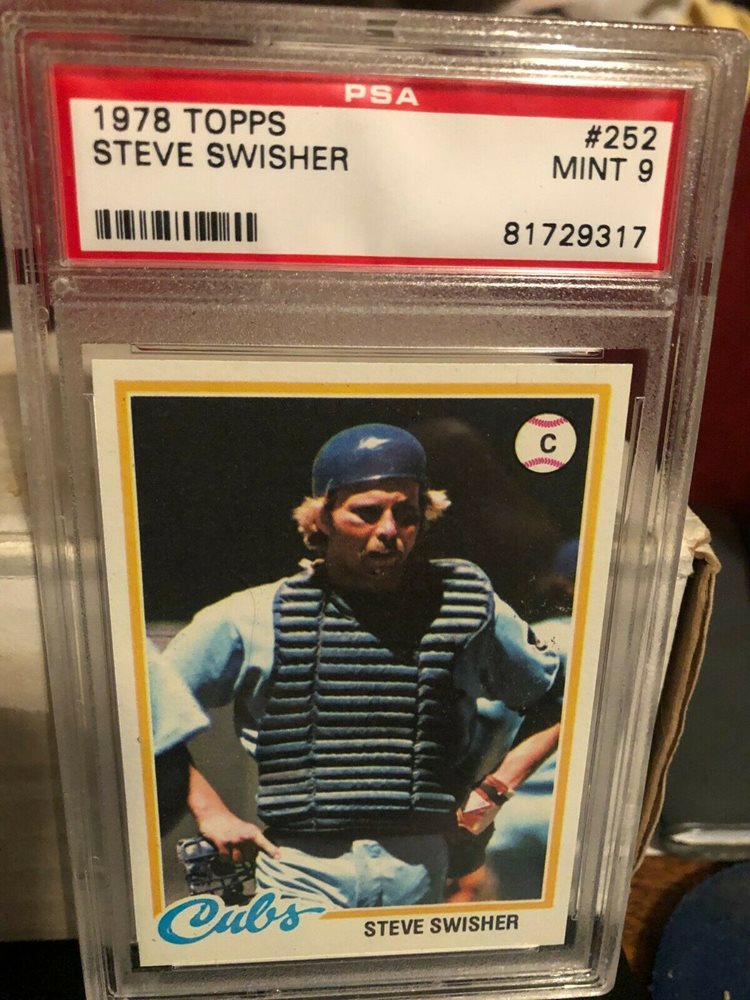 PSA
1978 TOPPS #252
STEVE SWISHER MINT 9
81729317
C
Cubs STEVE SWISHER